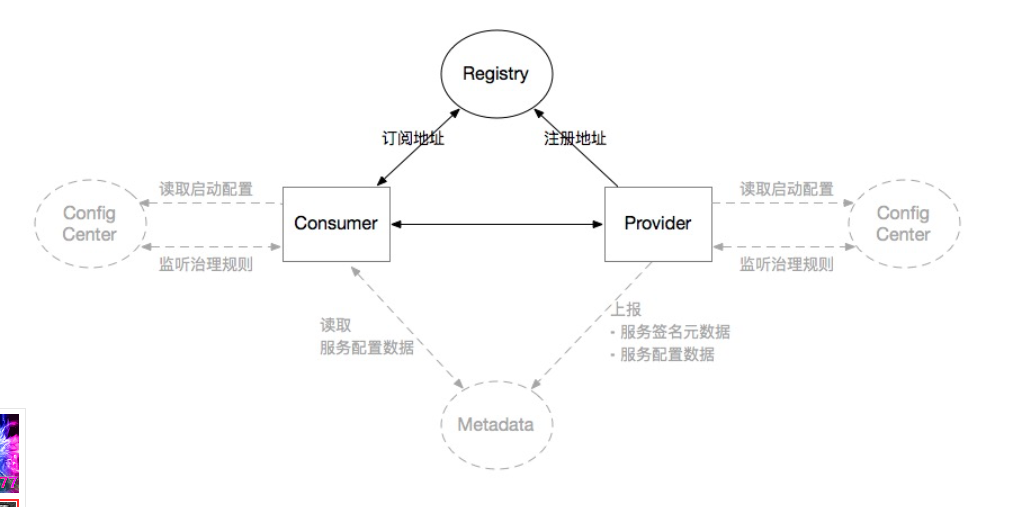 Registry
订阅地址
注册地址
读取启动配置
读取启动配置
Config
Center
Consumer
Provider
Config
Center
监听治理规则
监听治理规则
上报
读取
· 服务签名元数据
服务配置数据
· 服务配置数据
Metadata
77